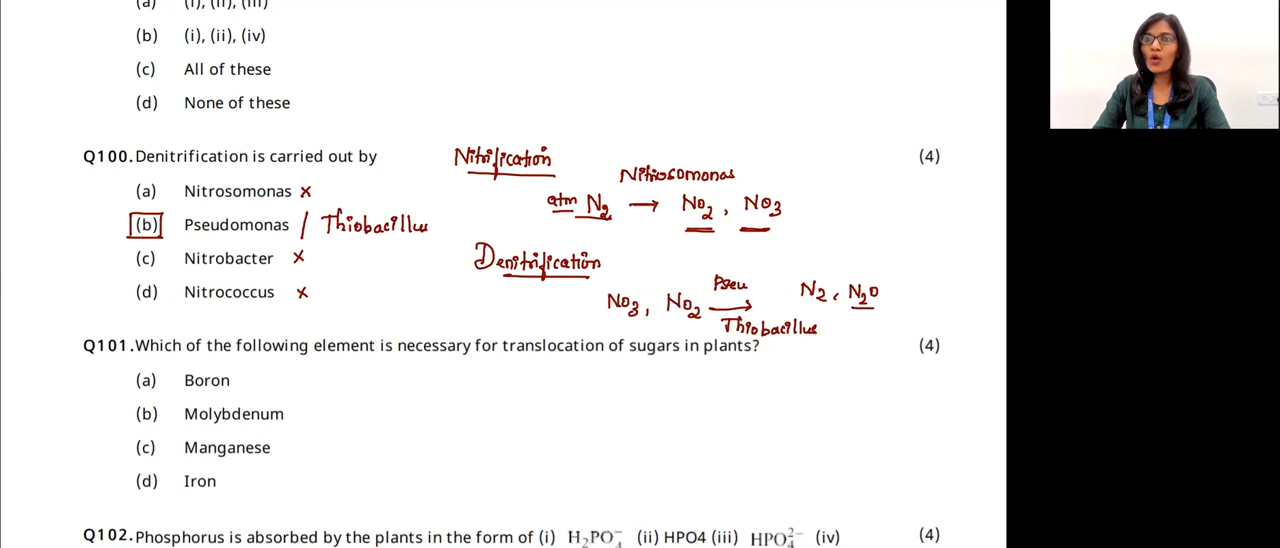 (a) (i), (ii), (iii)
(b) (i), (ii), (iv)
(c) All of these
(d) None of these
Q100. Denitrification is carried out by (4)
(a) Nitrosomonas ×
(b) Pseudomonas / Thiobacillus
(c) Nitrobacter ×
(d) Nitrococcus ×
Nitrification
Nitrosomonas
atm N₂ → NO₂, NO₃
Denitrification
Pseu
NO₃, NO₂ → N₂, N₂O
Thiobacillus
Q101. Which of the following element is necessary for translocation of sugars in plants? (4)
(a) Boron
(b) Molybdenum
(c) Manganese
(d) Iron
Q102. Phosphorus is absorbed by the plants in the form of (i) H₂PO₄⁻ (ii) HPO4 (iii) HPO₄²⁻ (iv) (4)